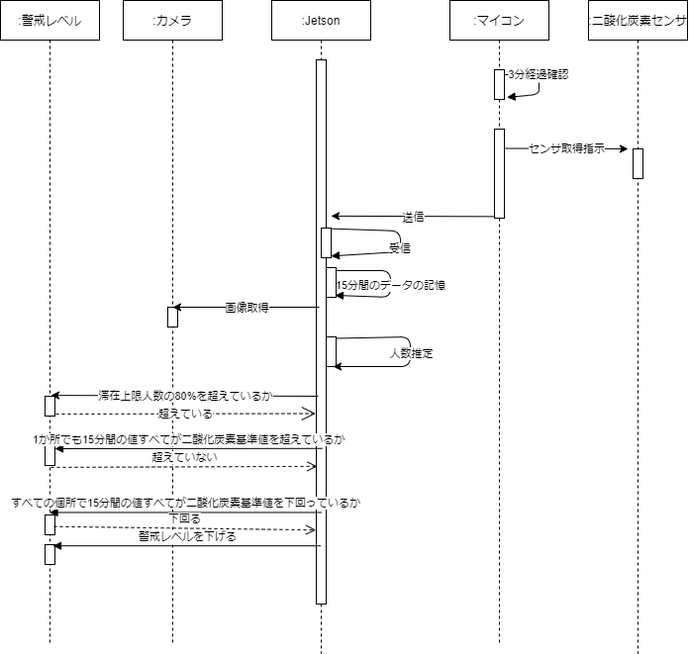 :警戒レベル
:カメラ
:Jetson
:マイコン
:二酸化炭素センサ
3分経過確認
センサ取得指示
送信
受信
15分間のデータの記憶
画像取得
人数推定
滞在上限人数の80%を超えているか
超えている
1か所でも15分間の値すべてが二酸化炭素基準値を超えているか
超えていない
すべての個所で15分間の値すべてが二酸化炭素基準値を下回っているか
下回る
警戒レベルを下げる